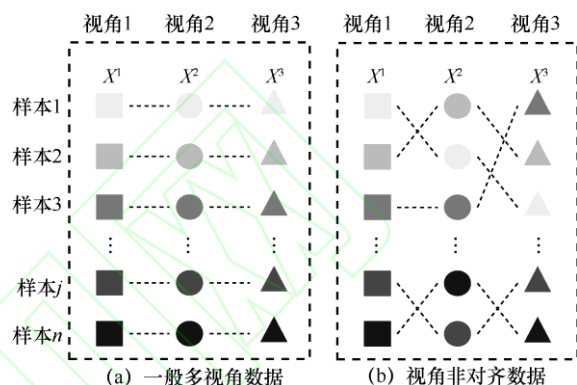 视角1 视角2 视角3 视角1 视角2 视角3
X¹ X² X³ X¹ X² X³
样本1
样本2
样本3
⋮ ⋮ ⋮ ⋮ ⋮ ⋮
样本j
样本n
(a) 一般多视角数据 (b) 视角非对齐数据